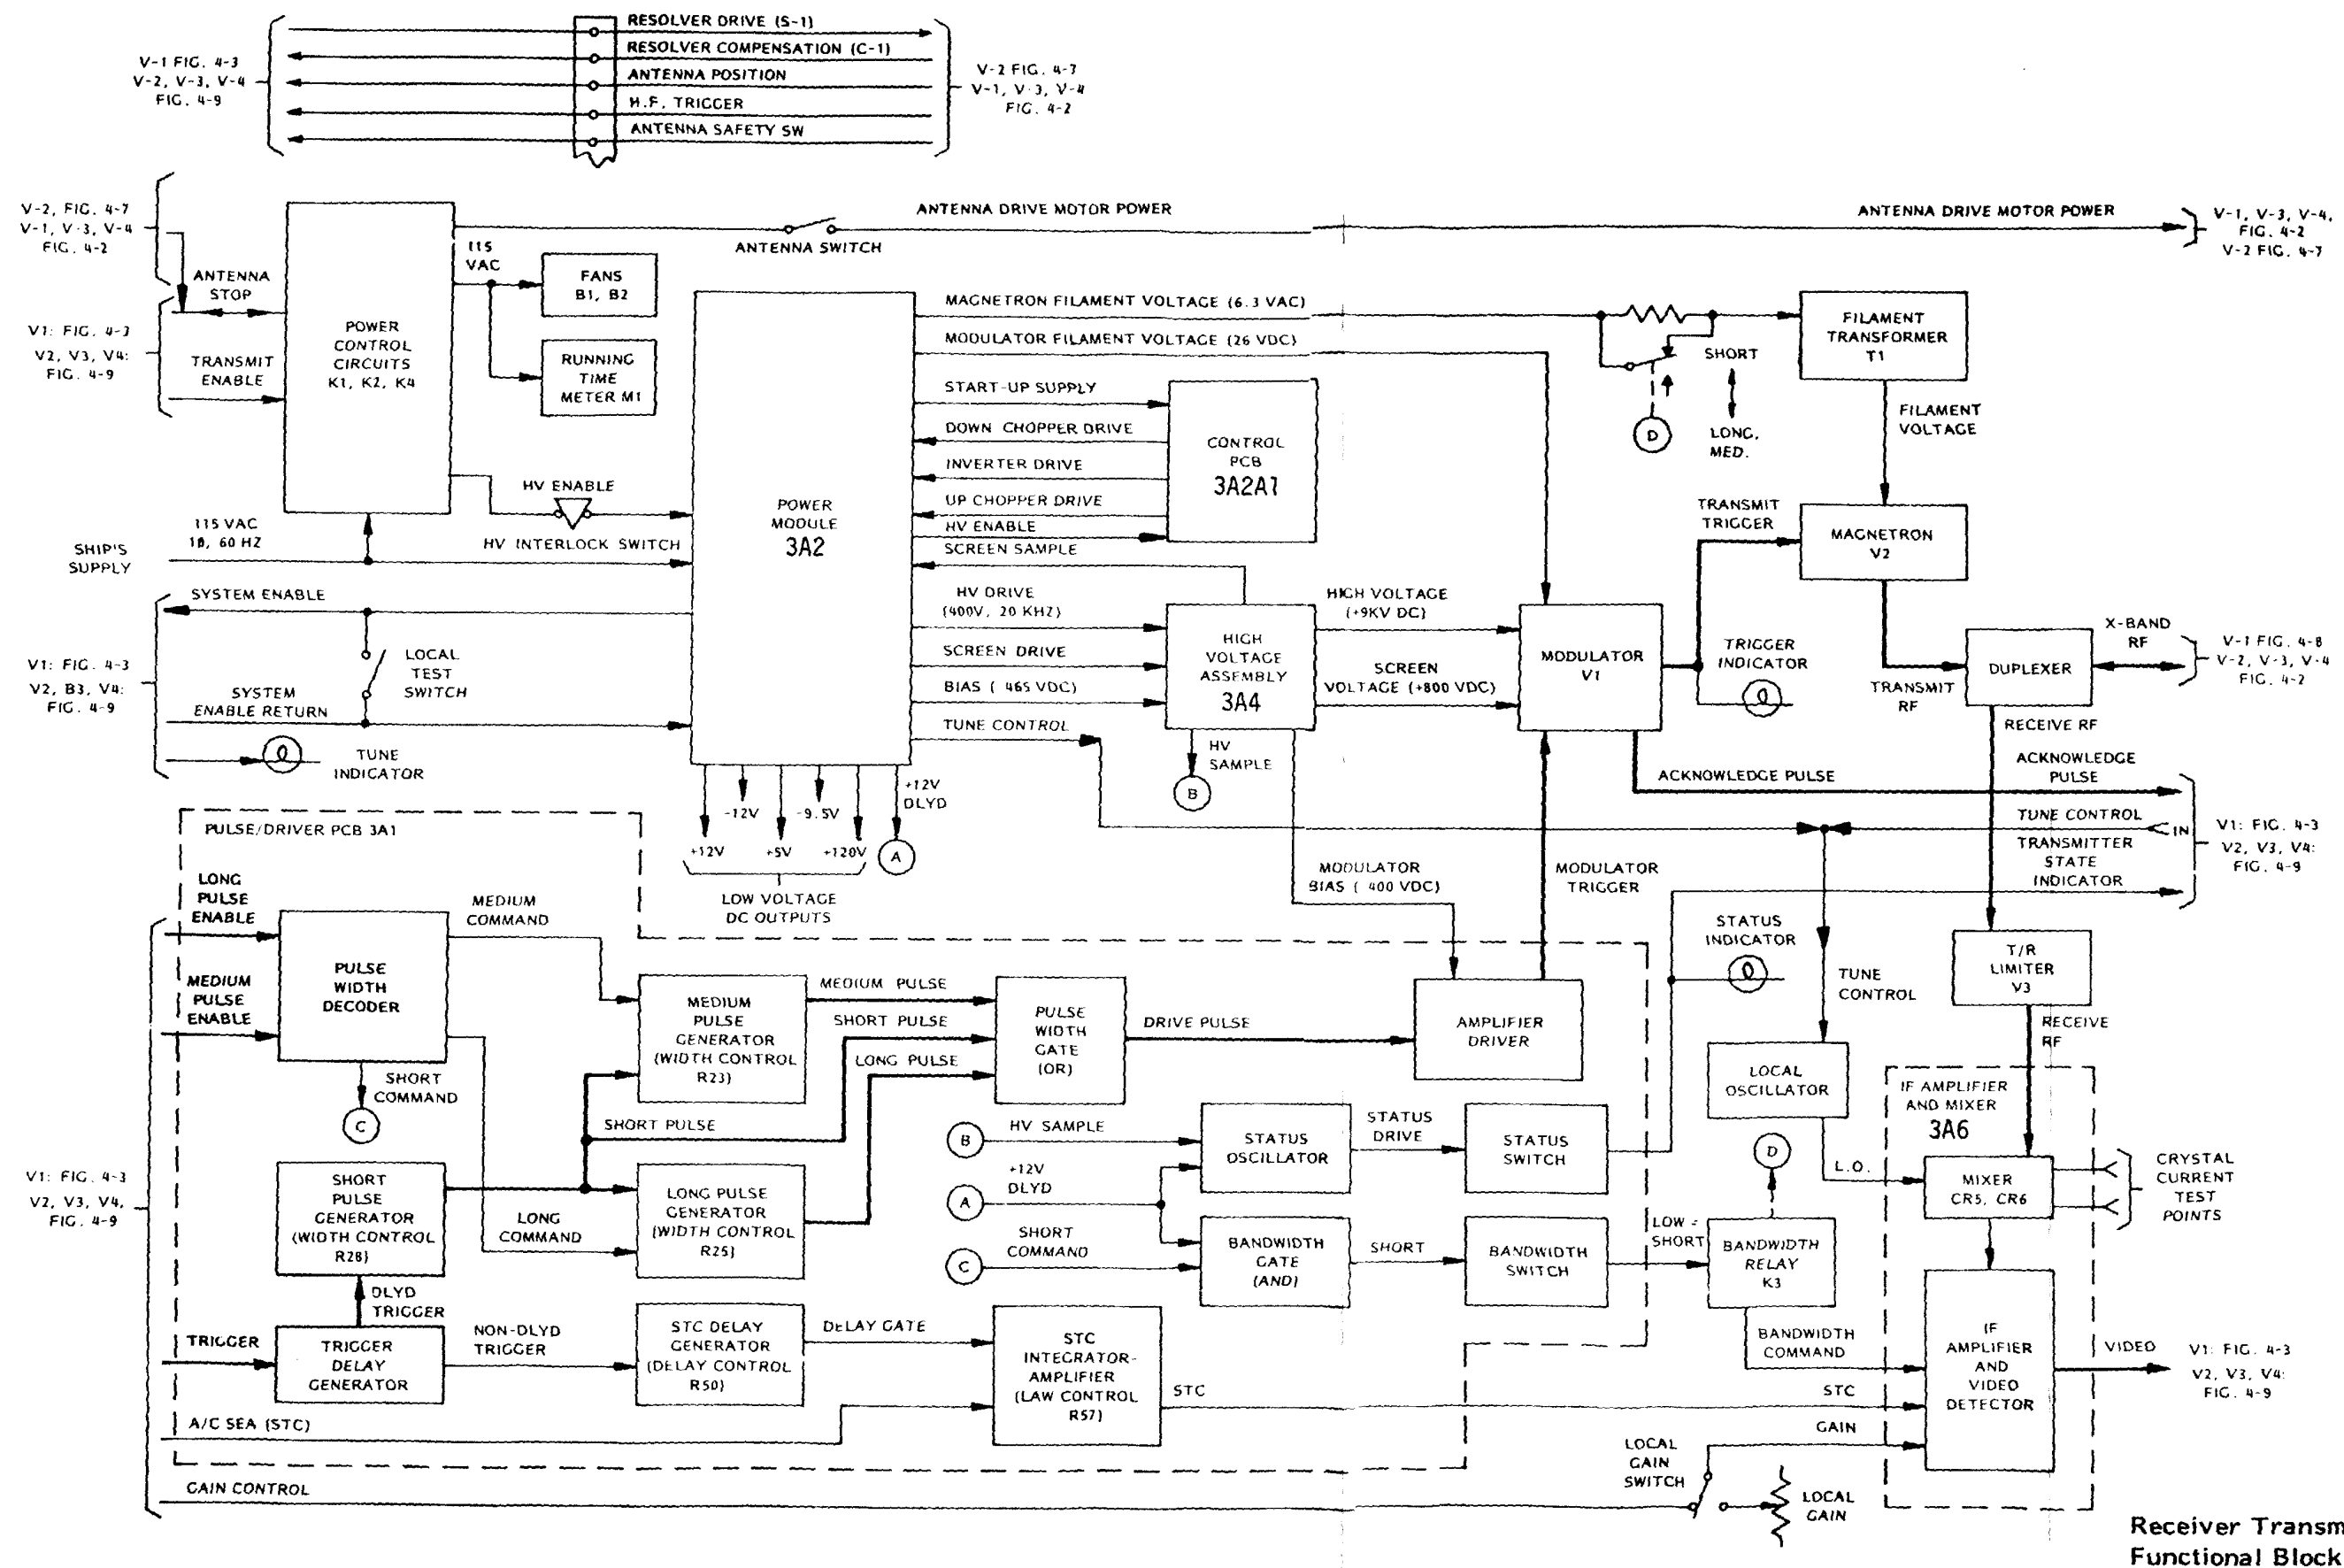 RESOLVER DRIVE (S-1)
RESOLVER COMPENSATION (C-1)
ANTENNA POSITION
H.F. TRIGGER
ANTENNA SAFETY SW
V-1 FIG. 4-3
V-2, V-3, V-4
FIG. 4-9
V-2 FIG. 4-7
V-1, V-3, V-4
FIG. 4-2
V-2, FIG. 4-7
V-1, V-3, V-4
FIG. 4-2
ANTENNA
STOP
V1: FIG. 4-3
V2, V3, V4:
FIG. 4-9
TRANSMIT
ENABLE
POWER
CONTROL
CIRCUITS
K1, K2, K4
115
VAC
FANS
B1, B2
RUNNING
TIME
METER M1
ANTENNA SWITCH
ANTENNA DRIVE MOTOR POWER
ANTENNA DRIVE MOTOR POWER
V-1, V-3, V-4,
FIG. 4-2
V-2 FIG. 4-7
HV ENABLE
HV INTERLOCK SWITCH
115 VAC
1Ø, 60 HZ
SHIP'S
SUPPLY
SYSTEM ENABLE
LOCAL
TEST
SWITCH
V1: FIG. 4-3
V2, B3, V4:
FIG. 4-9
SYSTEM
ENABLE RETURN
TUNE
INDICATOR
POWER
MODULE
3A2
MAGNETRON FILAMENT VOLTAGE (6.3 VAC)
MODULATOR FILAMENT VOLTAGE (26 VDC)
START-UP SUPPLY
DOWN CHOPPER DRIVE
INVERTER DRIVE
UP CHOPPER DRIVE
HV ENABLE
SCREEN SAMPLE
CONTROL
PCB
3A2A1
HV DRIVE
(400V, 20 KHZ)
SCREEN DRIVE
BIAS ( 465 VDC)
TUNE CONTROL
HIGH
VOLTAGE
ASSEMBLY
3A4
HV
SAMPLE
B
HIGH VOLTAGE
(+9KV DC)
SCREEN
VOLTAGE (+800 VDC)
MODULATOR
V1
SHORT
LONG,
MED.
D
FILAMENT
TRANSFORMER
T1
FILAMENT
VOLTAGE
TRANSMIT
TRIGGER
MAGNETRON
V2
TRIGGER
INDICATOR
TRANSMIT
RF
DUPLEXER
X-BAND
RF
V-1 FIG. 4-8
V-2, V-3, V-4
FIG. 4-2
RECEIVE RF
ACKNOWLEDGE PULSE
ACKNOWLEDGE
PULSE
TUNE CONTROL
IN
TRANSMITTER
STATE
INDICATOR
V1: FIG. 4-3
V2, V3, V4:
FIG. 4-9
-12V
-9.5V
+12V
DLYD
+12V
+5V
+120V
A
LOW VOLTAGE
DC OUTPUTS
MODULATOR
BIAS ( 400 VDC)
MODULATOR
TRIGGER
STATUS
INDICATOR
TUNE
CONTROL
T/R
LIMITER
V3
RECEIVE
RF
PULSE/DRIVER PCB 3A1
LONG
PULSE
ENABLE
MEDIUM
PULSE
ENABLE
PULSE
WIDTH
DECODER
MEDIUM
COMMAND
SHORT
COMMAND
C
MEDIUM
PULSE
GENERATOR
(WIDTH CONTROL
R23)
MEDIUM PULSE
SHORT PULSE
LONG PULSE
PULSE
WIDTH
GATE
(OR)
DRIVE PULSE
AMPLIFIER
DRIVER
SHORT PULSE
V1: FIG. 4-3
V2, V3, V4,
FIG. 4-9
SHORT
PULSE
GENERATOR
(WIDTH CONTROL
R28)
LONG
COMMAND
LONG PULSE
GENERATOR
(WIDTH CONTROL
R25)
B
HV SAMPLE
A
+12V
DLYD
C
SHORT
COMMAND
STATUS
OSCILLATOR
STATUS
DRIVE
STATUS
SWITCH
BANDWIDTH
GATE
(AND)
SHORT
BANDWIDTH
SWITCH
LOW =
SHORT
BANDWIDTH
RELAY
K3
D
LOCAL
OSCILLATOR
L.O.
IF AMPLIFIER
AND MIXER
3A6
MIXER
CR5, CR6
CRYSTAL
CURRENT
TEST
POINTS
DLYD
TRIGGER
TRIGGER
TRIGGER
DELAY
GENERATOR
NON-DLYD
TRIGGER
STC DELAY
GENERATOR
(DELAY CONTROL
R50)
DELAY GATE
STC
INTEGRATOR-
AMPLIFIER
(LAW CONTROL
R57)
STC
BANDWIDTH
COMMAND
STC
GAIN
IF
AMPLIFIER
AND
VIDEO
DETECTOR
VIDEO
V1: FIG. 4-3
V2, V3, V4:
FIG. 4-9
A/C SEA (STC)
GAIN CONTROL
LOCAL
GAIN
SWITCH
LOCAL
GAIN
Receiver Transm
Functional Block